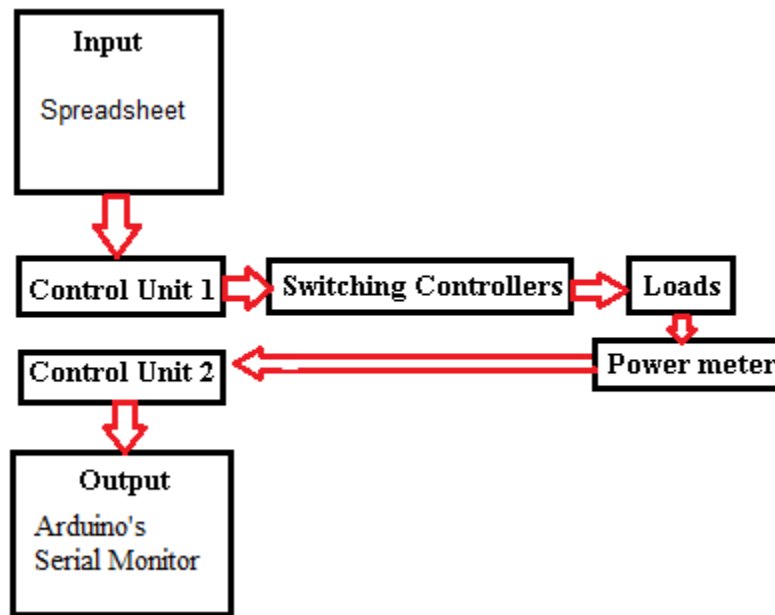 Input
Spreadsheet
Control Unit 1
Switching Controllers
Loads
Power meter
Control Unit 2
Output
Arduino's
Serial Monitor